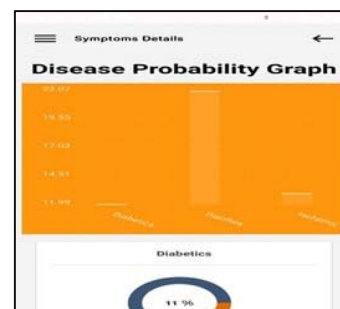 Symptoms Details
Disease Probability Graph
22.07
19.55
17.03
14.51
11.99
Diabetics
Diarrhea
Ischemic
Diabetics
11 %